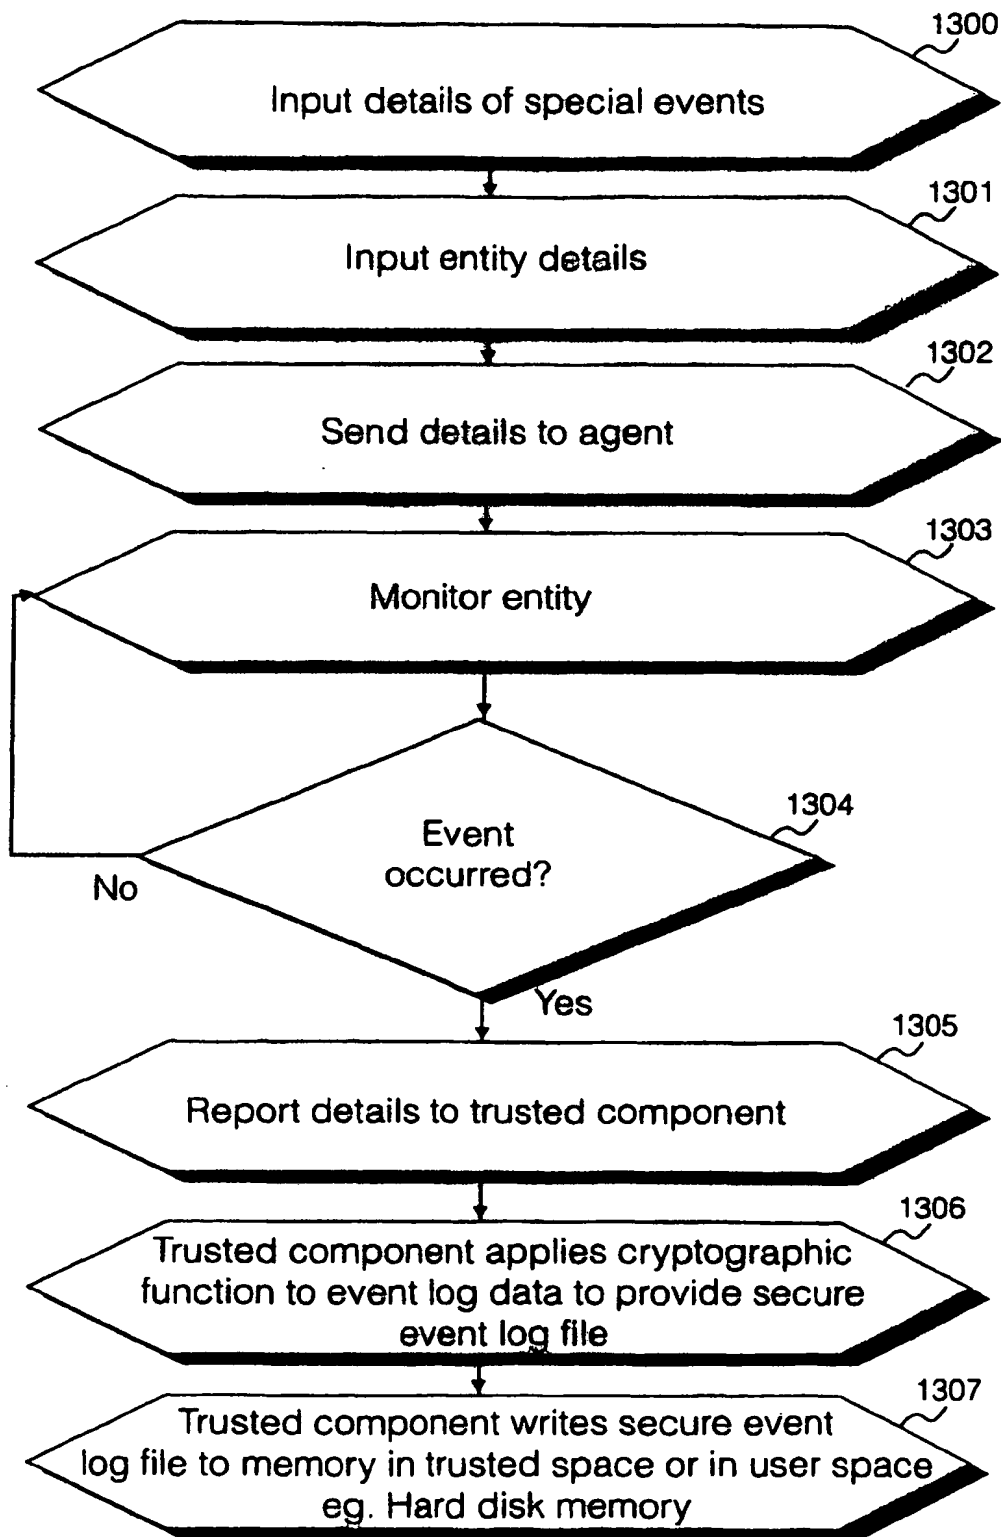 1300
Input details of special events
1301
Input entity details
1302
Send details to agent
1303
Monitor entity
1304
Event
occurred?
No
Yes
1305
Report details to trusted component
1306
Trusted component applies cryptographic
function to event log data to provide secure
event log file
1307
Trusted component writes secure event
log file to memory in trusted space or in user space
eg. Hard disk memory